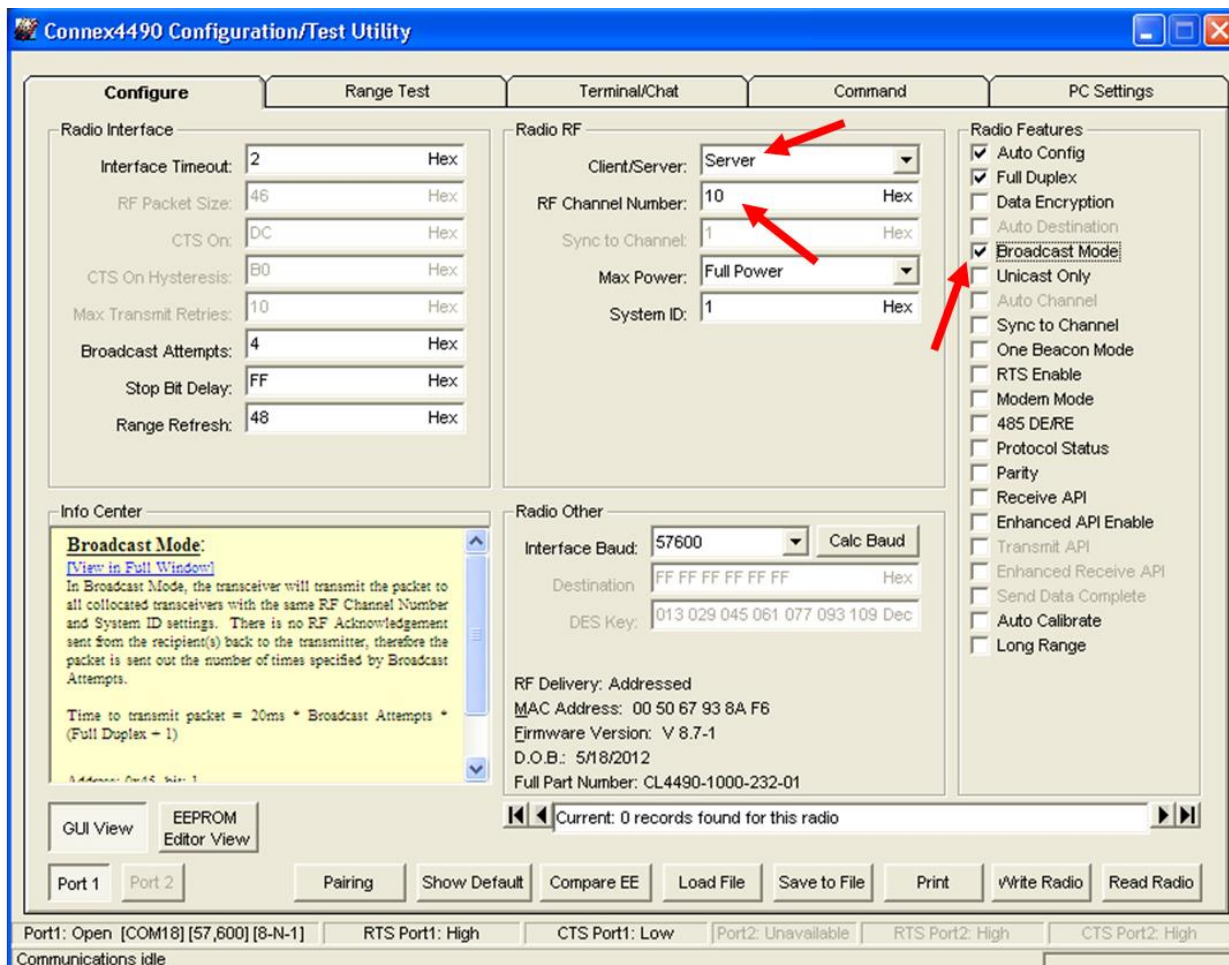 Connex4490 Configuration/Test Utility
Configure
Range Test
Terminal/Chat
Command
PC Settings
Radio Interface
Interface Timeout: 2 Hex
RF Packet Size: 46 Hex
CTS On: DC Hex
CTS On Hysteresis: B0 Hex
Max Transmit Retries: 10 Hex
Broadcast Attempts: 4 Hex
Stop Bit Delay: FF Hex
Range Refresh: 48 Hex
Radio RF
Client/Server: Server
RF Channel Number: 10 Hex
Sync to Channel: 1 Hex
Max Power: Full Power
System ID: 1 Hex
Radio Features
Auto Config
Full Duplex
Data Encryption
Auto Destination
Broadcast Mode
Unicast Only
Auto Channel
Sync to Channel
One Beacon Mode
RTS Enable
Modem Mode
485 DE/RE
Protocol Status
Parity
Receive API
Enhanced API Enable
Transmit API
Enhanced Receive API
Send Data Complete
Auto Calibrate
Long Range
Info Center
Broadcast Mode:
[View in Full Window]
In Broadcast Mode, the transceiver will transmit the packet to
all collocated transceivers with the same RF Channel Number
and System ID settings. There is no RF Acknowledgement
sent from the recipient(s) back to the transmitter, therefore the
packet is sent out the number of times specified by Broadcast
Attempts.
Time to transmit packet = 20ms * Broadcast Attempts *
(Full Duplex + 1)
Address: 0x45, bit: 1
Radio Other
Interface Baud: 57600 Calc Baud
Destination FF FF FF FF FF FF Hex
DES Key: 013 029 045 061 077 093 109 Dec
RF Delivery: Addressed
MAC Address: 00 50 67 93 8A F6
Firmware Version: V 8.7-1
D.O.B.: 5/18/2012
Full Part Number: CL4490-1000-232-01
Current: 0 records found for this radio
GUI View
EEPROM
Editor View
Port 1
Port 2
Pairing
Show Default
Compare EE
Load File
Save to File
Print
Write Radio
Read Radio
Port1: Open [COM18] [57,600] [8-N-1]
RTS Port1: High
CTS Port1: Low
Port2: Unavailable
RTS Port2: High
CTS Port2: High
Communications idle